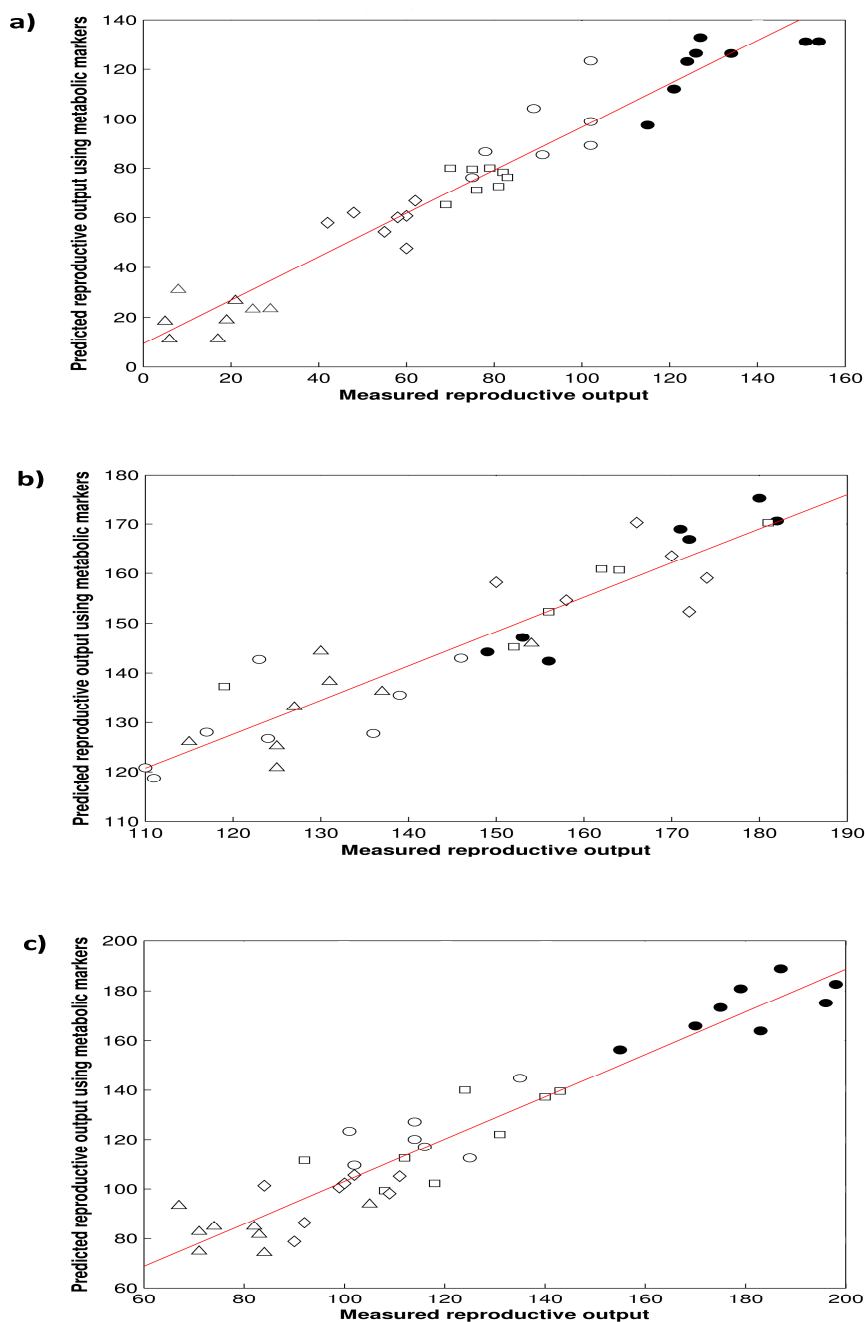 a)
Predicted reproductive output using metabolic markers
140
120
100
80
60
40
20
0
0 20 40 60 80 100 120 140 160
Measured reproductive output
b)
Predicted reproductive output using metabolic markers
180
170
160
150
140
130
120
110
110 120 130 140 150 160 170 180 190
Measured reproductive output
c)
Predicted reproductive output using metabolic markers
200
180
160
140
120
100
80
60
60 80 100 120 140 160 180 200
Measured reproductive output